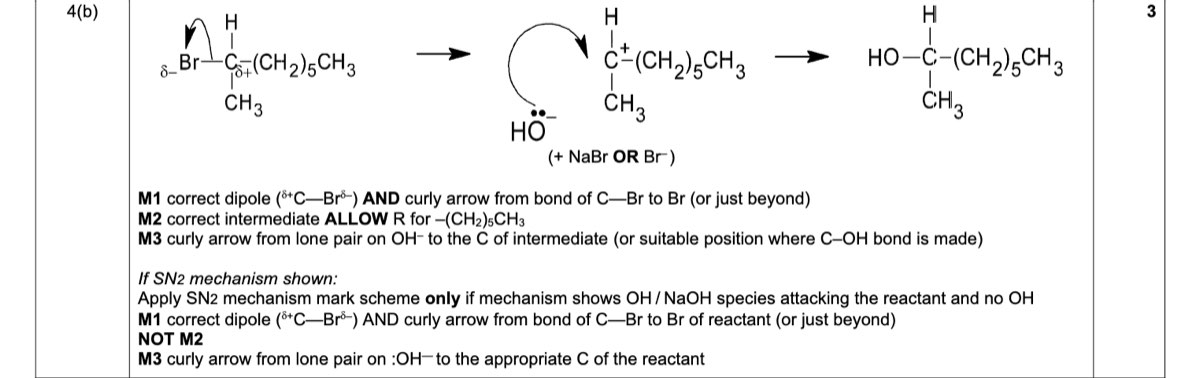 4(b)
3
H H H
δ– Br–C–(CH2)5CH3 C+–(CH2)5CH3 HO–C–(CH2)5CH3
δ+
CH3 CH3 CH3
HO–
(+ NaBr OR Br–)
M1 correct dipole (δ+C—Brδ–) AND curly arrow from bond of C—Br to Br (or just beyond)
M2 correct intermediate ALLOW R for –(CH2)5CH3
M3 curly arrow from lone pair on OH– to the C of intermediate (or suitable position where C–OH bond is made)
If SN2 mechanism shown:
Apply SN2 mechanism mark scheme only if mechanism shows OH / NaOH species attacking the reactant and no OH
M1 correct dipole (δ+C—Brδ–) AND curly arrow from bond of C—Br to Br of reactant (or just beyond)
NOT M2
M3 curly arrow from lone pair on :OH– to the appropriate C of the reactant